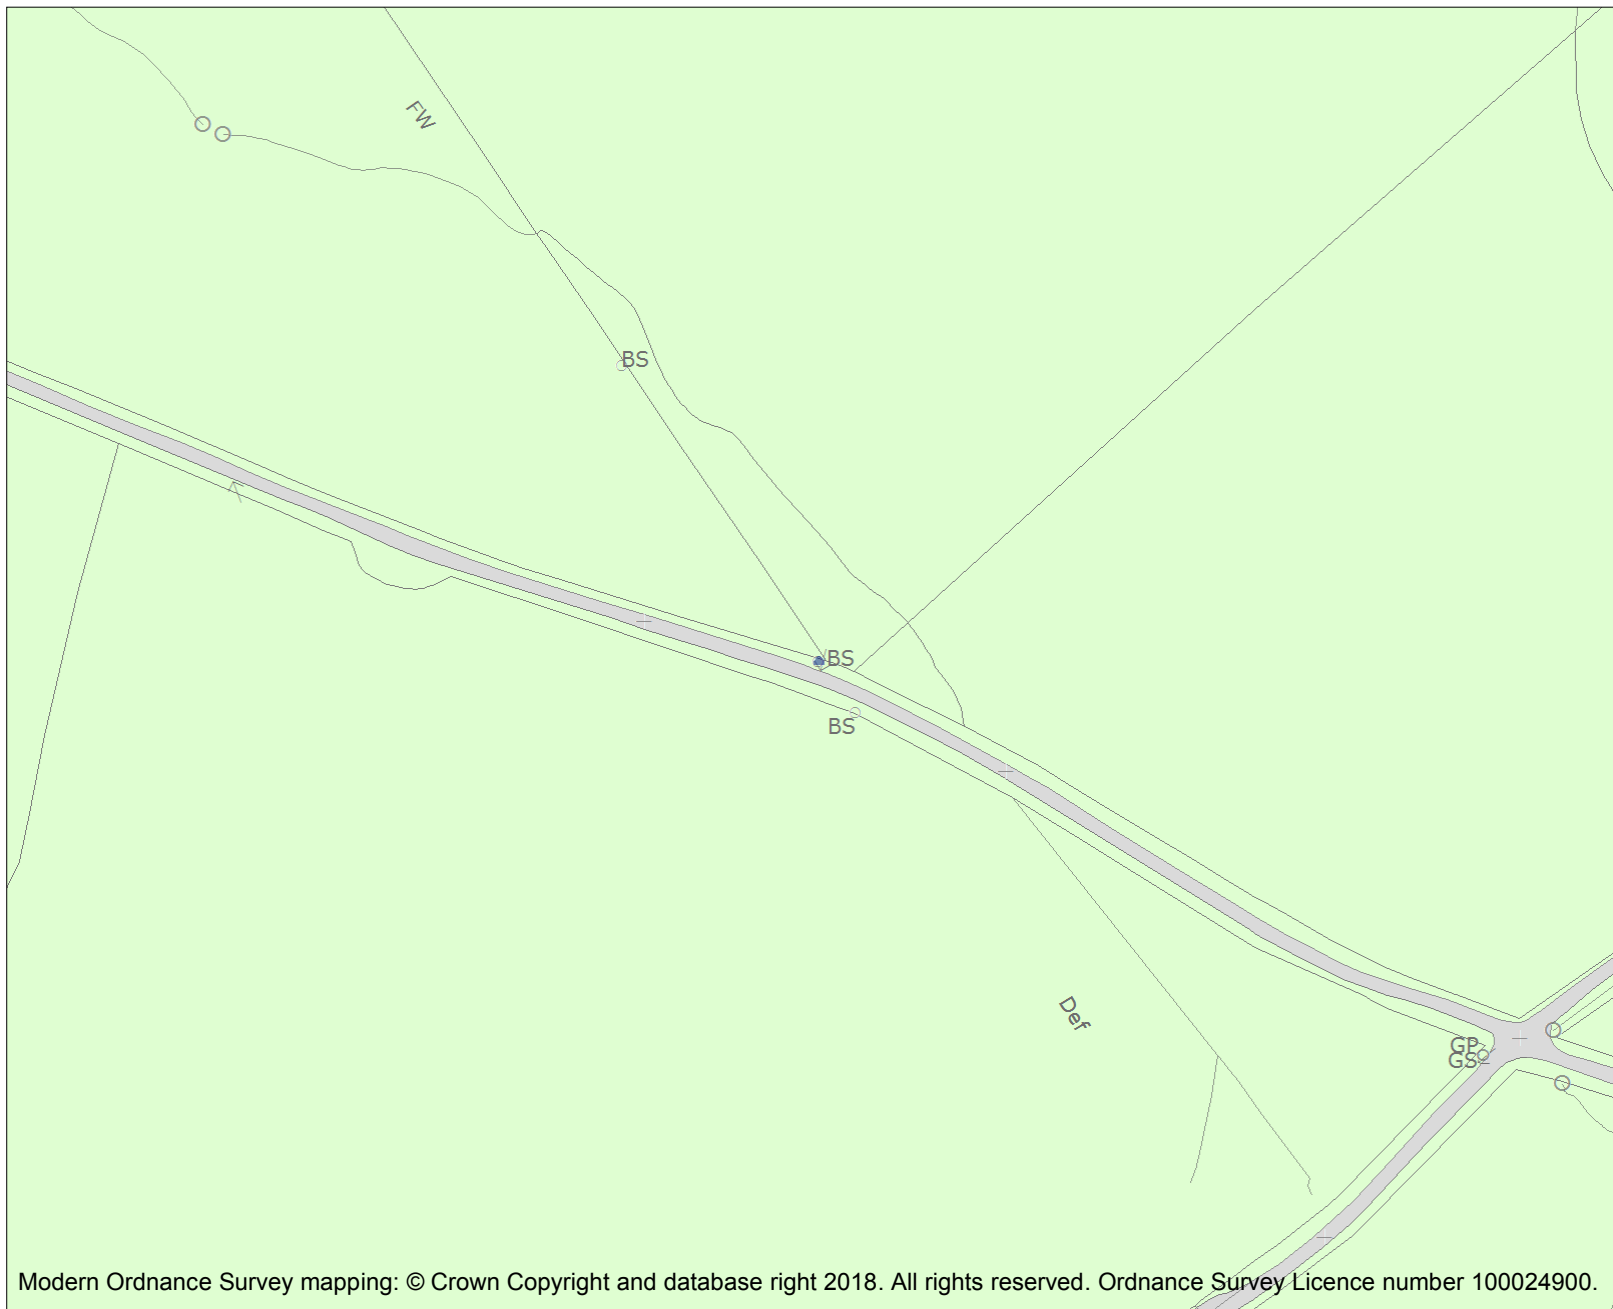 FW
BS
BS
BS
Def
GP
GS
Modern Ordnance Survey mapping: © Crown Copyright and database right 2018. All rights reserved. Ordnance Survey Licence number 100024900.